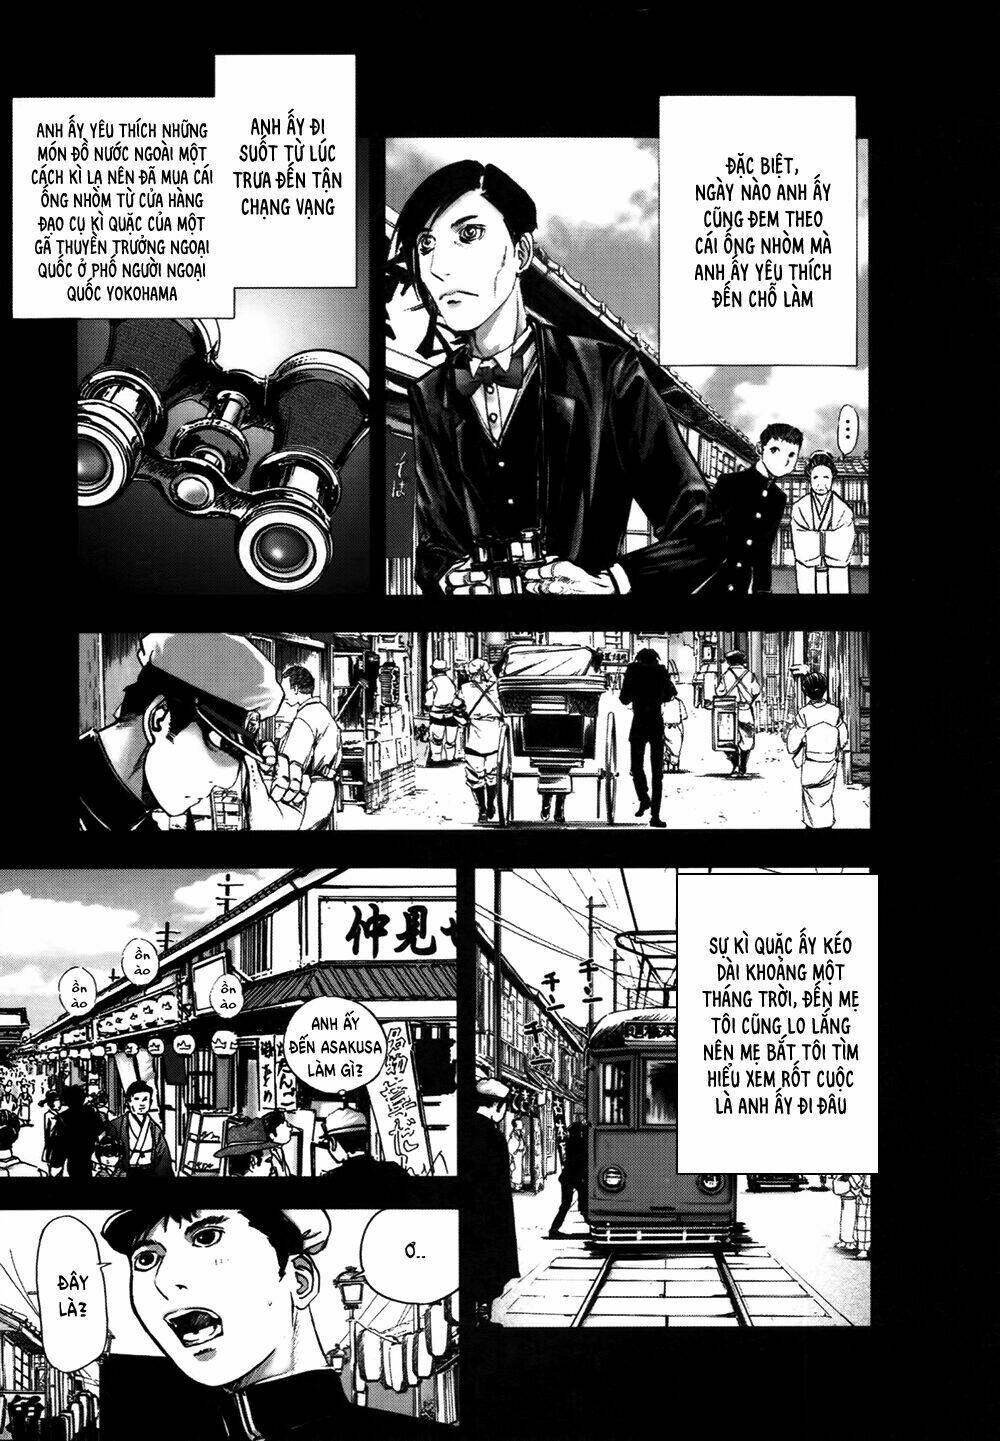 ĐẶC BIỆT,
NGÀY NÀO ANH ẤY
CŨNG ĐEM THEO
CÁI ỐNG NHÒM MÀ
ANH ẤY YÊU THÍCH
ĐẾN CHỖ LÀM
...
ANH ẤY ĐI
SUỐT TỪ LÚC
TRƯA ĐẾN TẬN
CHẠNG VẠNG
ANH ẤY YÊU THÍCH NHỮNG
MÓN ĐỒ NƯỚC NGOÀI MỘT
CÁCH KÌ LẠ NÊN ĐÃ MUA CÁI
ỐNG NHÒM TỪ CỬA HÀNG
ĐẠO CỤ KÌ QUẶC CỦA MỘT
GÃ THUYỀN TRƯỞNG NGOẠI
QUỐC Ở PHỐ NGƯỜI NGOẠI
QUỐC YOKOHAMA
そば
SỰ KÌ QUẶC ẤY KÉO
DÀI KHOẢNG MỘT
THÁNG TRỜI, ĐẾN MẸ
TÔI CŨNG LO LẮNG
NÊN MẸ BẮT TÔI TÌM
HIỂU XEM RỐT CUỘC
LÀ ANH ẤY ĐI ĐÂU
チン
チン
仲見世
ỒN
ÀO
ỒN
ÀO
ỒN
ÀO
ANH ẤY
ĐẾN ASAKUSA
LÀM GÌ?
Ơ..
ĐÂY
LÀ?